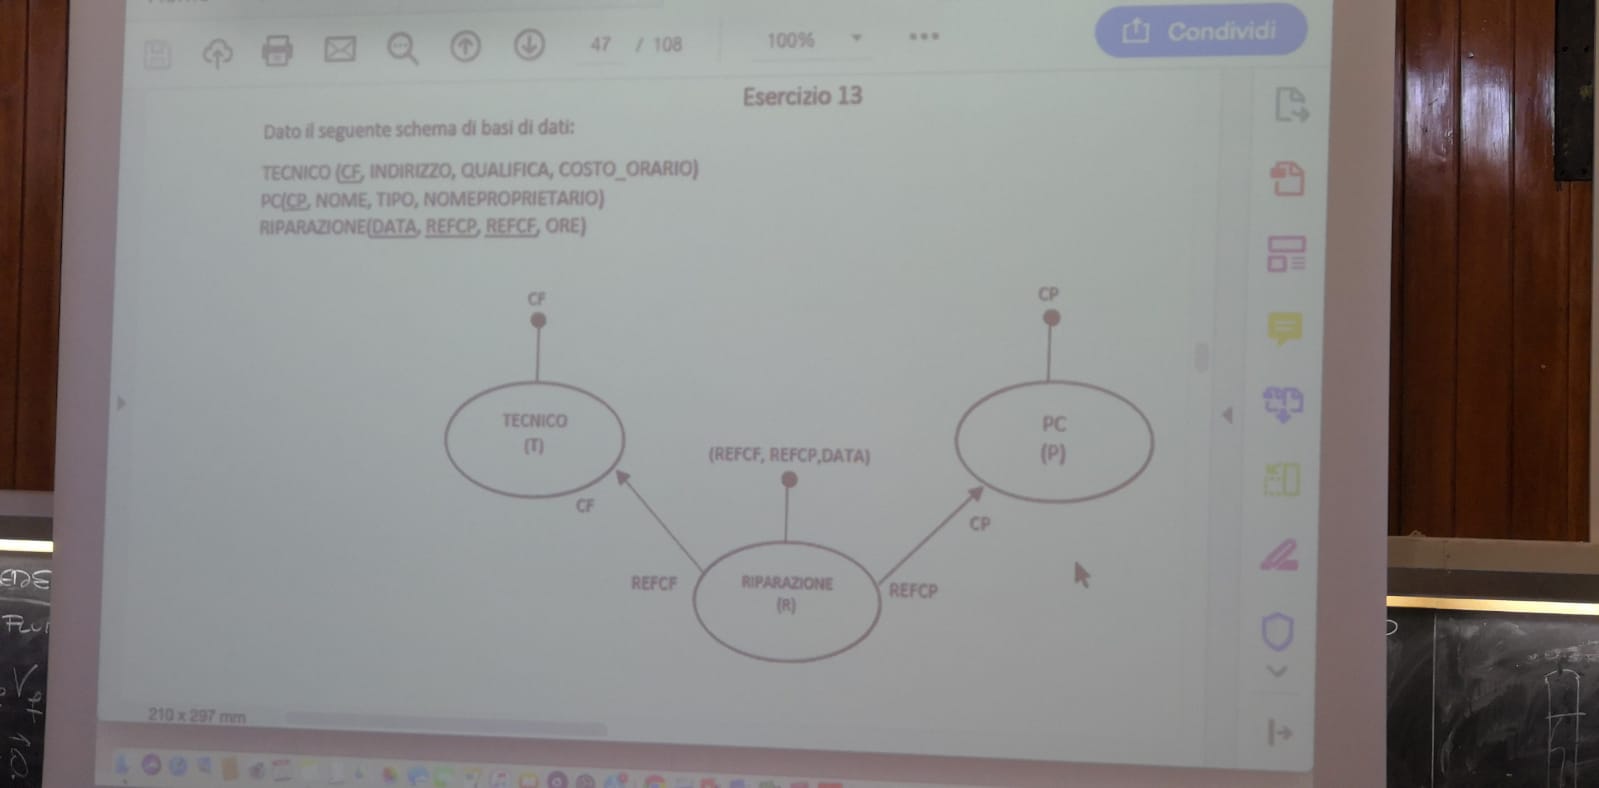 47 / 108
100%
Condividi
Esercizio 13
Dato il seguente schema di basi di dati:
TECNICO (CF, INDIRIZZO, QUALIFICA, COSTO_ORARIO)
PC(CP, NOME, TIPO, NOMEPROPRIETARIO)
RIPARAZIONE(DATA, REFCP, REFCF, ORE)
CF
CP
TECNICO
(T)
PC
(P)
(REFCF, REFCP,DATA)
CF
CP
REFCF
RIPARAZIONE
(R)
REFCP
210 x 297 mm